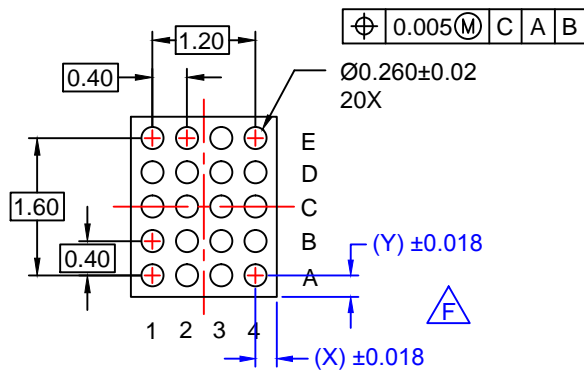 1.20
⌖ 0.005Ⓜ C A B
0.40
Ø0.260±0.02
20X
E
D
1.60
C
B
0.40
(Y) ±0.018
A
F
1 2 3 4
(X) ±0.018